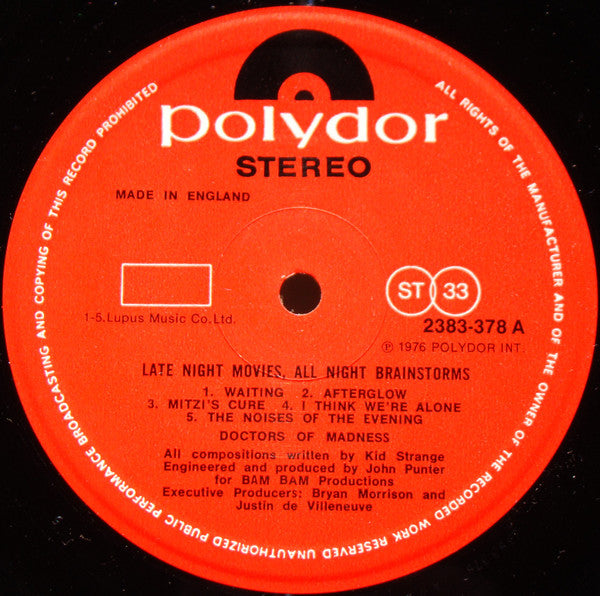 polydor
STEREO
MADE IN ENGLAND
ST 33
1-5.Lupus Music Co.Ltd.
2383-378 A
℗ 1976 POLYDOR INT.
LATE NIGHT MOVIES, ALL NIGHT BRAINSTORMS
1. WAITING 2. AFTERGLOW
3. MITZI'S CURE 4. I THINK WE'RE ALONE
5. THE NOISES OF THE EVENING
DOCTORS OF MADNESS
All compositions written by Kid Strange
Engineered and produced by John Punter
for BAM BAM Productions
Executive Producers: Bryan Morrison and
Justin de Villeneuve
ALL RIGHTS OF THE MANUFACTURER AND OF THE OWNER OF THE RECORDED WORK RESERVED UNAUTHORIZED PUBLIC PERFORMANCE BROADCASTING AND COPYING OF THIS RECORD PROHIBITED